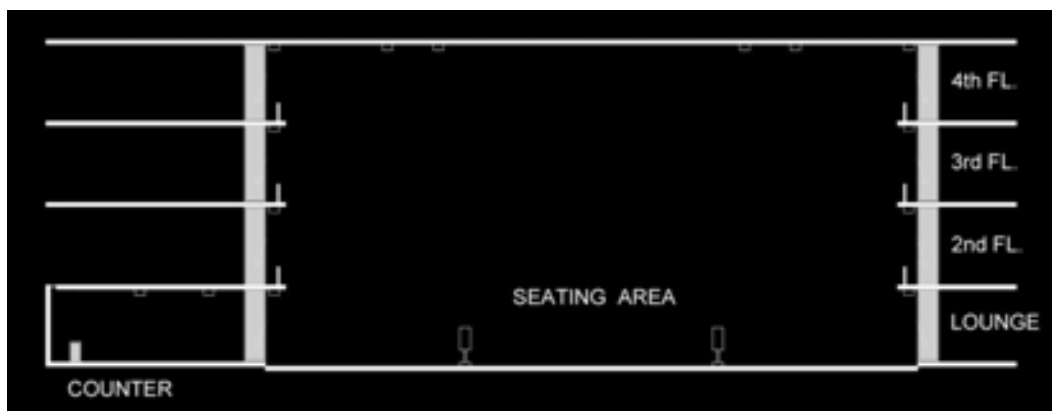 4th FL.
3rd FL.
2nd FL.
SEATING AREA
LOUNGE
COUNTER